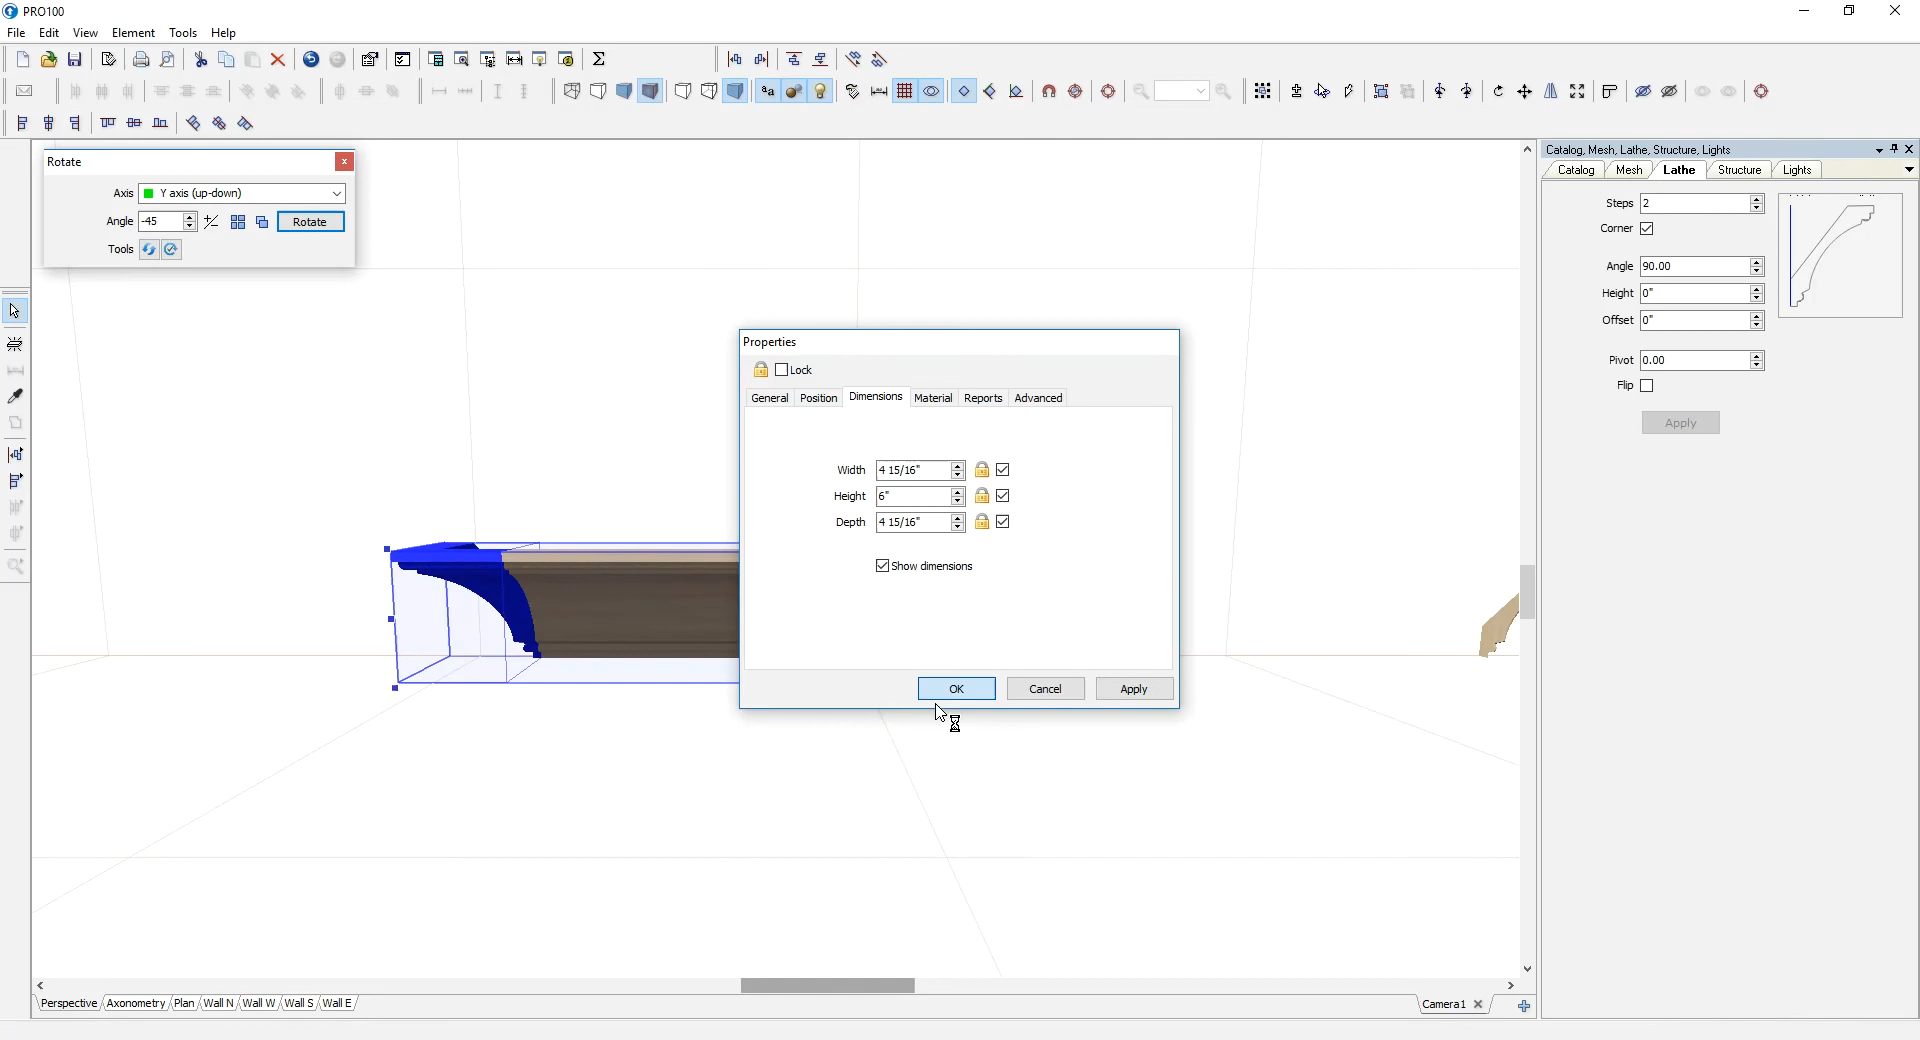 PRO100
File Edit View Element Tools Help
Rotate
Axis Y axis (up-down)
Angle -45 Rotate
Tools
Properties
Lock
General Position Dimensions Material Reports Advanced
Width 4 15/16"
Height 6"
Depth 4 15/16"
Show dimensions
OK Cancel Apply
Catalog, Mesh, Lathe, Structure, Lights
Catalog Mesh Lathe Structure Lights
Steps 2
Corner
Angle 90.00
Height 0"
Offset 0"
Pivot 0.00
Flip
Apply
Perspective Axonometry Plan Wall N Wall W Wall S Wall E
Camera1